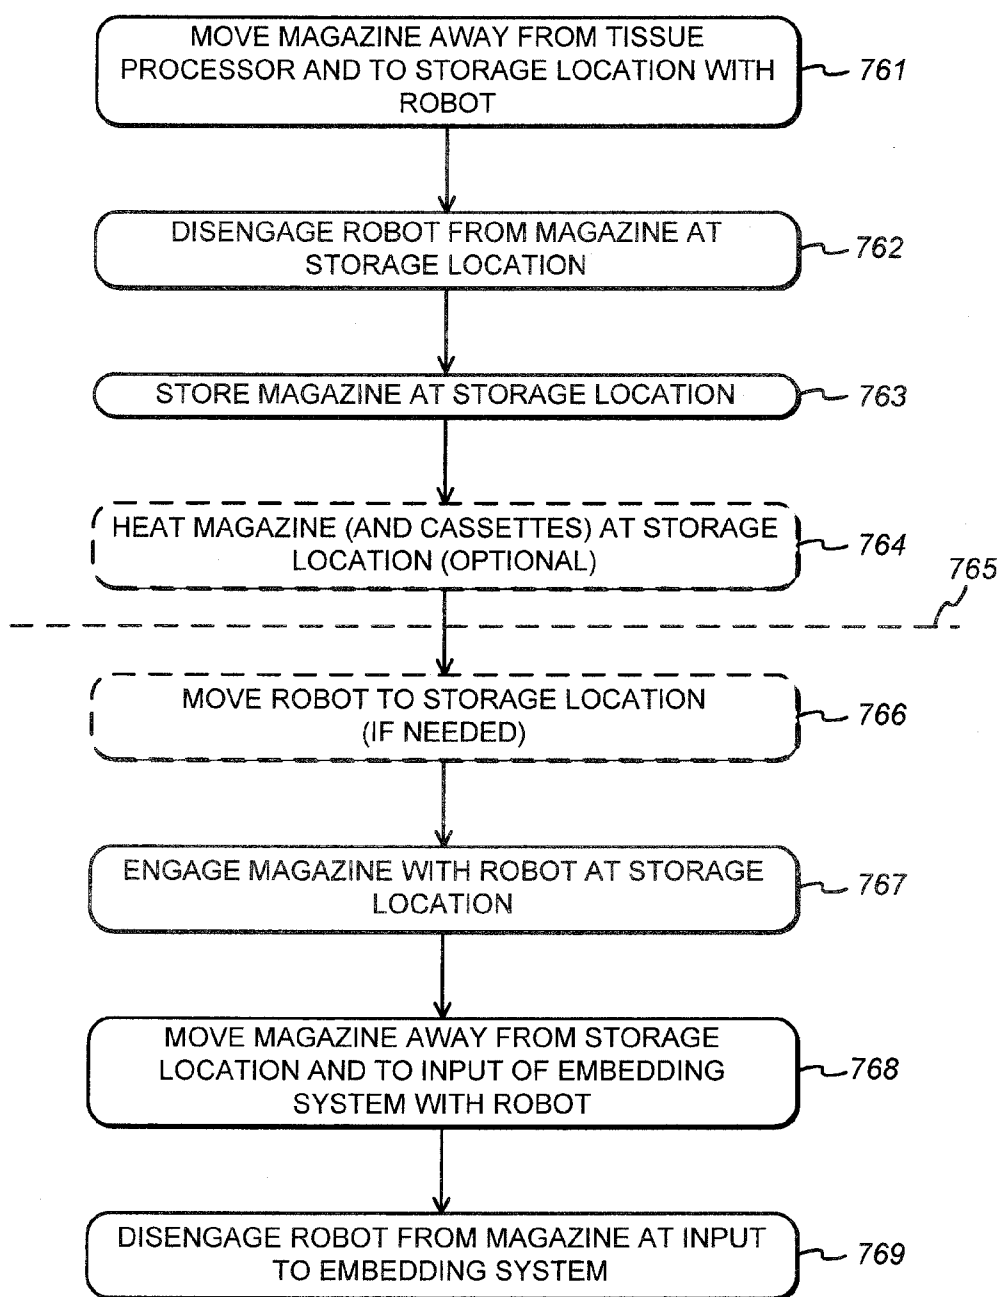 MOVE MAGAZINE AWAY FROM TISSUE
PROCESSOR AND TO STORAGE LOCATION WITH
ROBOT
761
DISENGAGE ROBOT FROM MAGAZINE AT
STORAGE LOCATION
762
STORE MAGAZINE AT STORAGE LOCATION
763
HEAT MAGAZINE (AND CASSETTES) AT STORAGE
LOCATION (OPTIONAL)
764
765
MOVE ROBOT TO STORAGE LOCATION
(IF NEEDED)
766
ENGAGE MAGAZINE WITH ROBOT AT STORAGE
LOCATION
767
MOVE MAGAZINE AWAY FROM STORAGE
LOCATION AND TO INPUT OF EMBEDDING
SYSTEM WITH ROBOT
768
DISENGAGE ROBOT FROM MAGAZINE AT INPUT
TO EMBEDDING SYSTEM
769